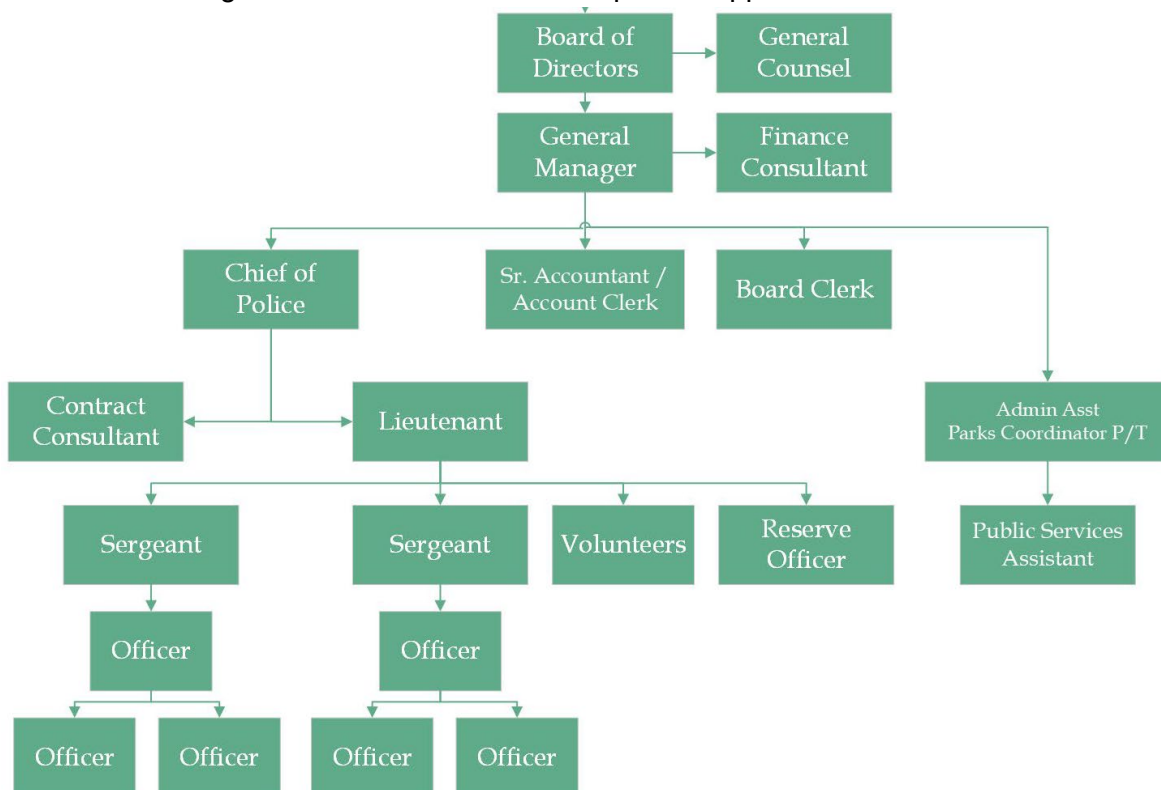 Board of
Directors
General
Counsel
General
Manager
Finance
Consultant
Chief of
Police
Sr. Accountant /
Account Clerk
Board Clerk
Contract
Consultant
Lieutenant
Admin Asst
Parks Coordinator P/T
Sergeant
Sergeant
Volunteers
Reserve
Officer
Public Services
Assistant
Officer
Officer
Officer
Officer
Officer
Officer